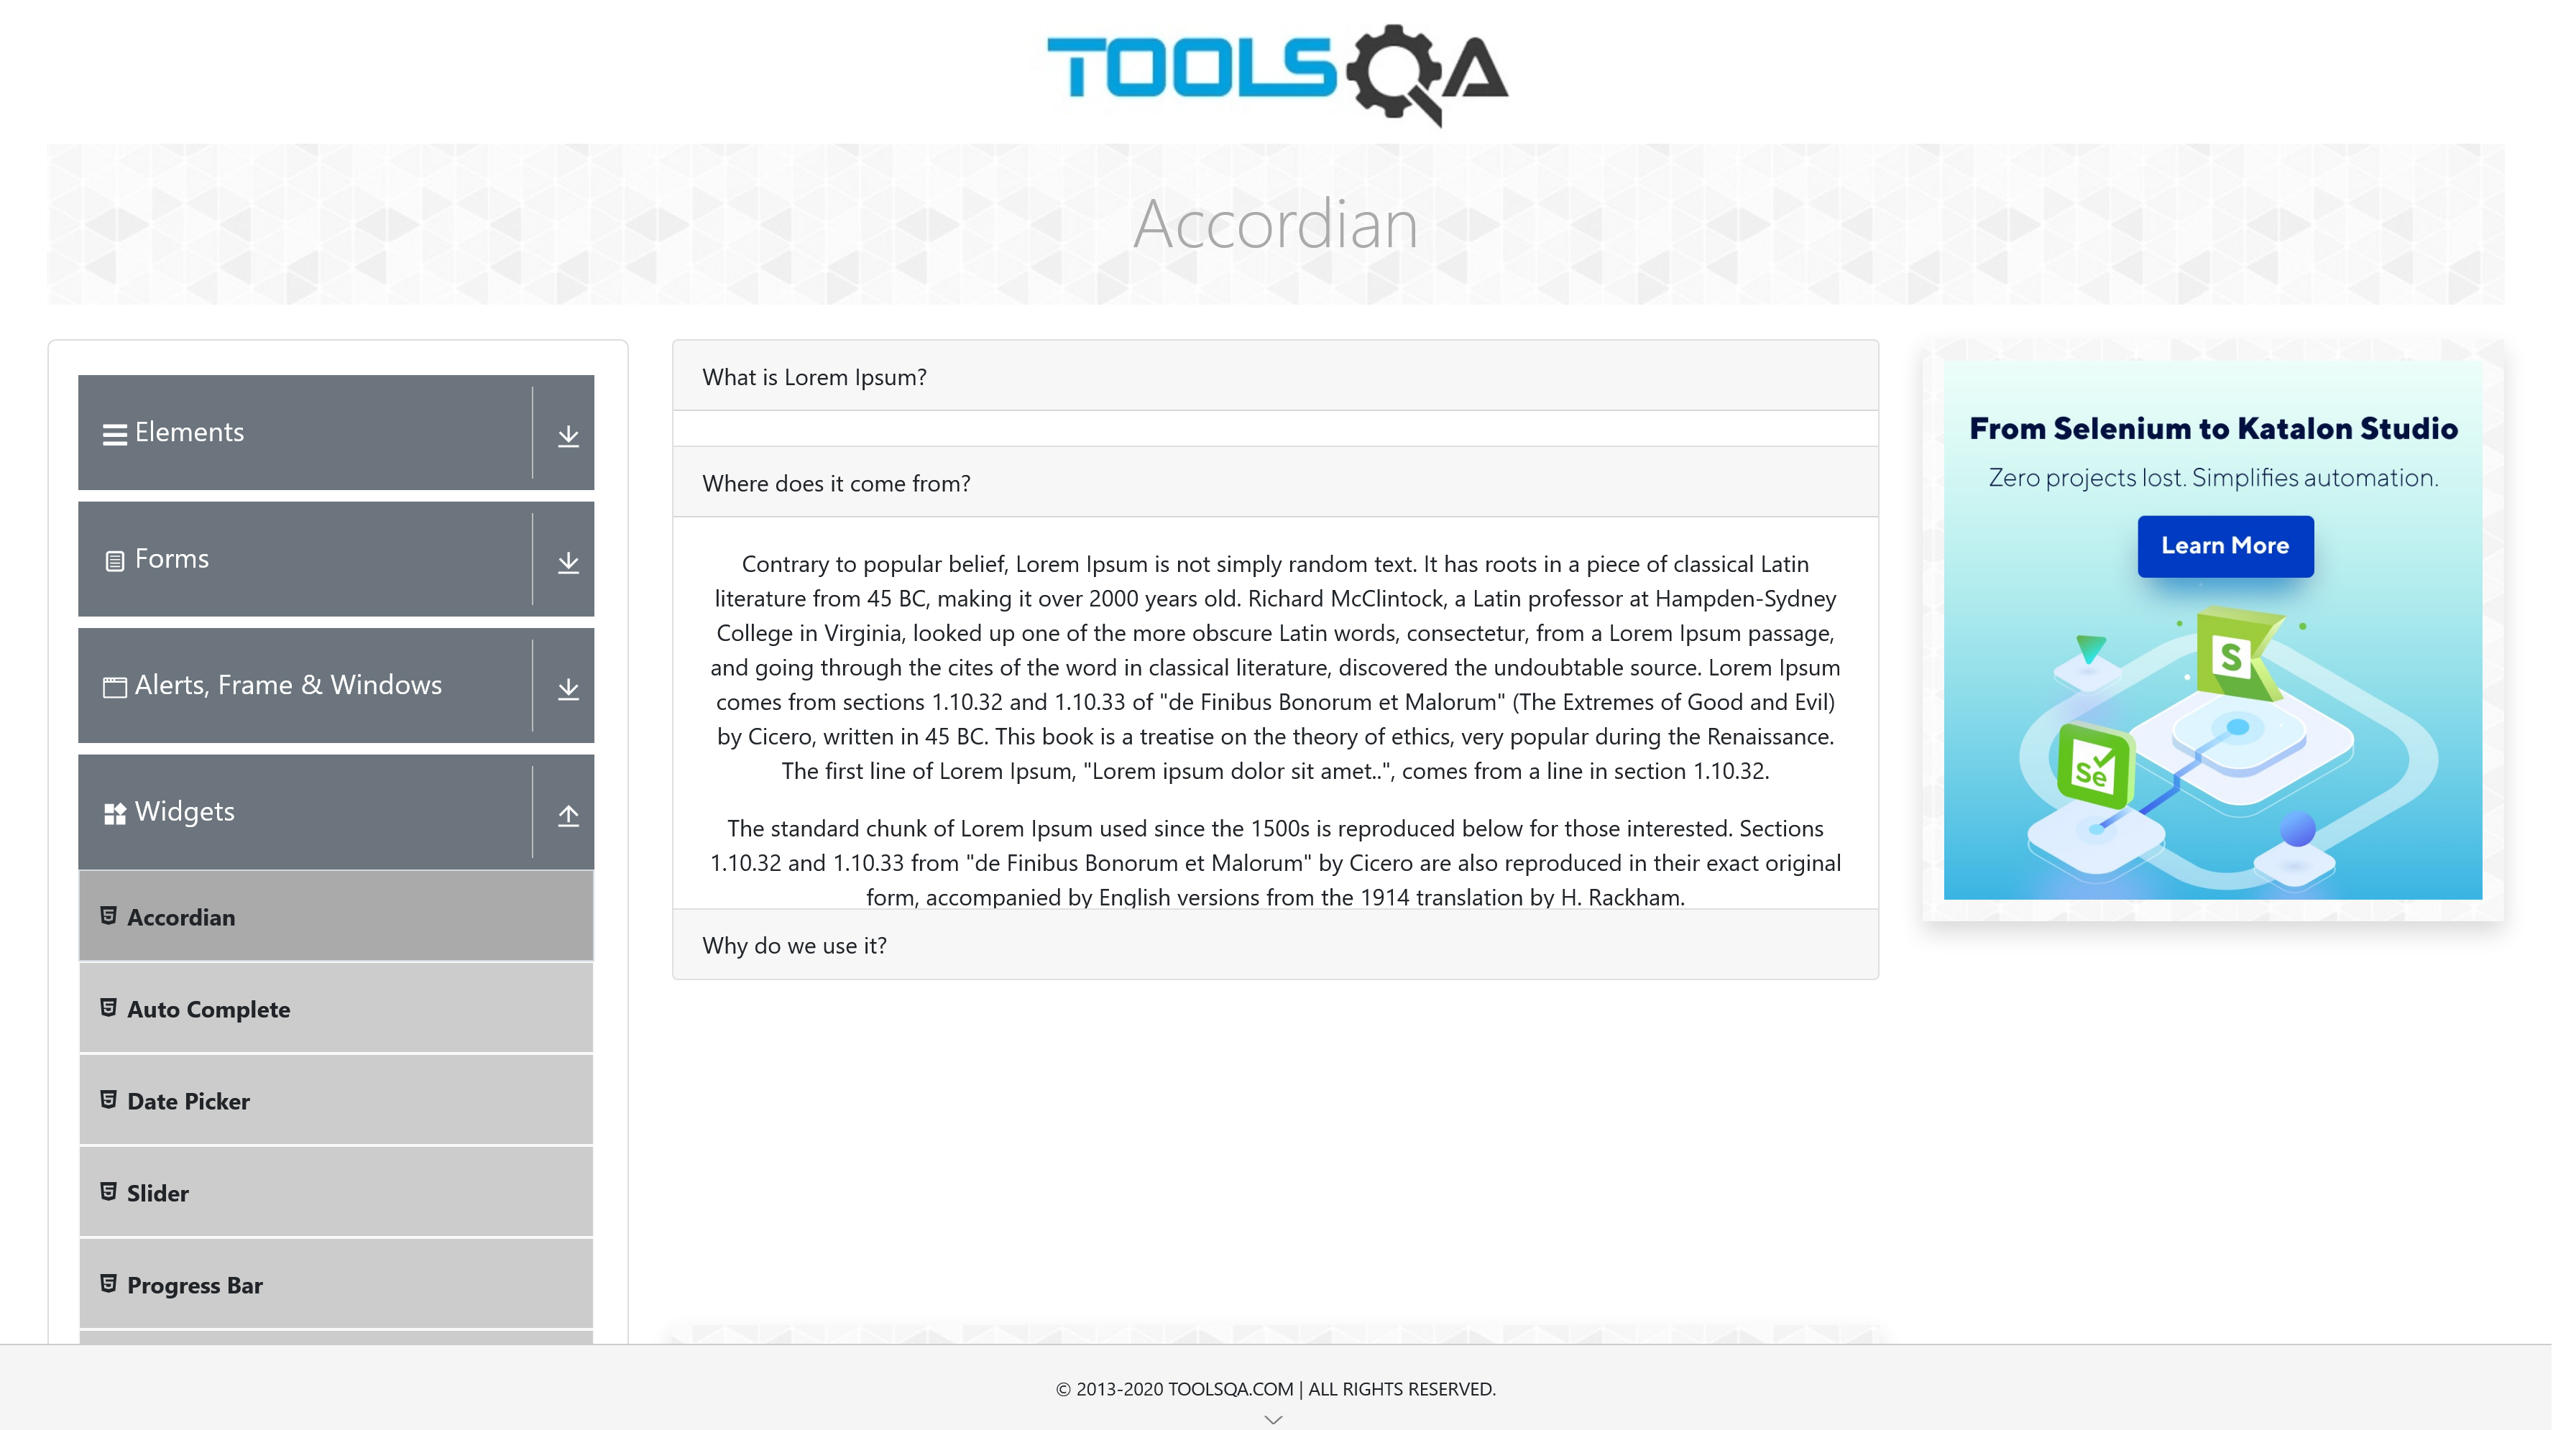 TOOLSQA
Accordian
Elements
Forms
Alerts, Frame & Windows
Widgets
Accordian
Auto Complete
Date Picker
Slider
Progress Bar
What is Lorem Ipsum?
Where does it come from?
Contrary to popular belief, Lorem Ipsum is not simply random text. It has roots in a piece of classical Latin
literature from 45 BC, making it over 2000 years old. Richard McClintock, a Latin professor at Hampden-Sydney
College in Virginia, looked up one of the more obscure Latin words, consectetur, from a Lorem Ipsum passage,
and going through the cites of the word in classical literature, discovered the undoubtable source. Lorem Ipsum
comes from sections 1.10.32 and 1.10.33 of "de Finibus Bonorum et Malorum" (The Extremes of Good and Evil)
by Cicero, written in 45 BC. This book is a treatise on the theory of ethics, very popular during the Renaissance.
The first line of Lorem Ipsum, "Lorem ipsum dolor sit amet..", comes from a line in section 1.10.32.
The standard chunk of Lorem Ipsum used since the 1500s is reproduced below for those interested. Sections
1.10.32 and 1.10.33 from "de Finibus Bonorum et Malorum" by Cicero are also reproduced in their exact original
form, accompanied by English versions from the 1914 translation by H. Rackham.
Why do we use it?
From Selenium to Katalon Studio
Zero projects lost. Simplifies automation.
Learn More
S
Se
© 2013-2020 TOOLSQA.COM | ALL RIGHTS RESERVED.